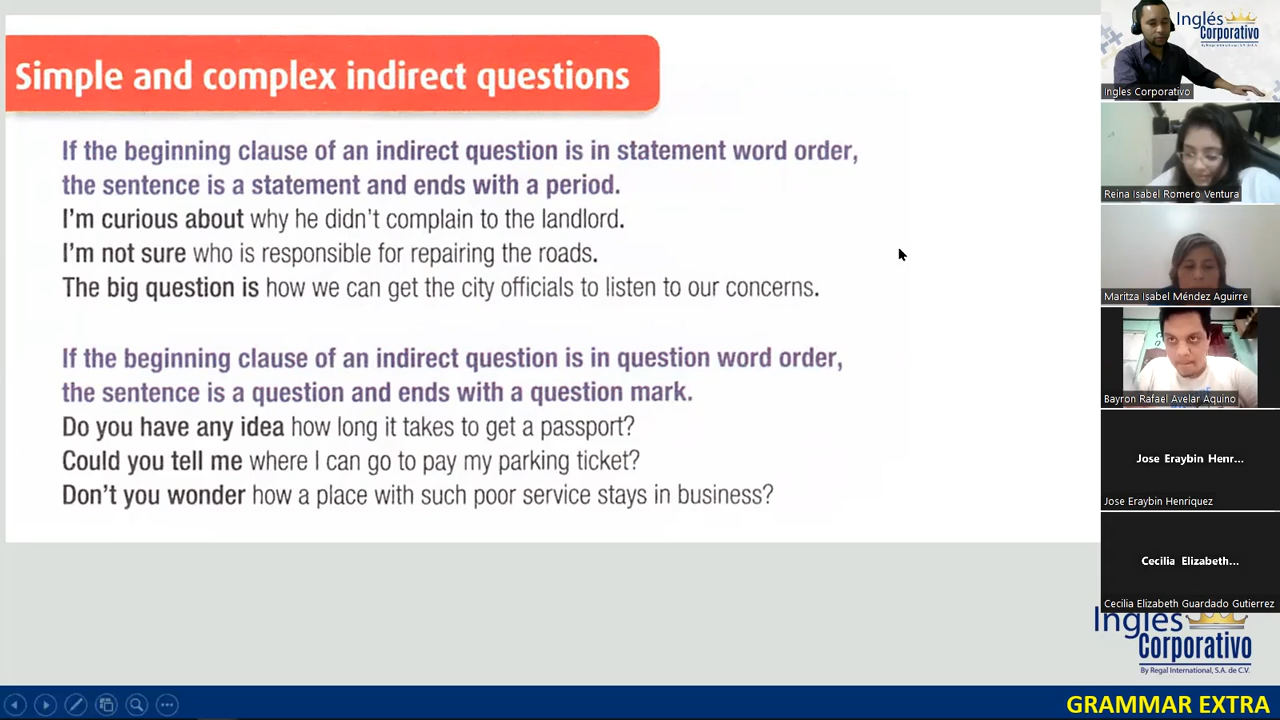 Simple and complex indirect questions
If the beginning clause of an indirect question is in statement word order,
the sentence is a statement and ends with a period.
I'm curious about why he didn't complain to the landlord.
I'm not sure who is responsible for repairing the roads.
The big question is how we can get the city officials to listen to our concerns.
If the beginning clause of an indirect question is in question word order,
the sentence is a question and ends with a question mark.
Do you have any idea how long it takes to get a passport?
Could you tell me where I can go to pay my parking ticket?
Don't you wonder how a place with such poor service stays in business?
Inglés
Corporativo
By Regal International, S.A. de C.V.
Ingles Corporativo
Reina Isabel Romero Ventura
Maritza Isabel Méndez Aguirre
Bayron Rafael Avelar Aquino
Jose Eraybin Henr...
Jose Eraybin Henriquez
Cecilia Elizabeth...
Cecilia Elizabeth Guardado Gutierrez
Inglés
Corporativo
By Regal International, S.A. de C.V.
GRAMMAR EXTRA